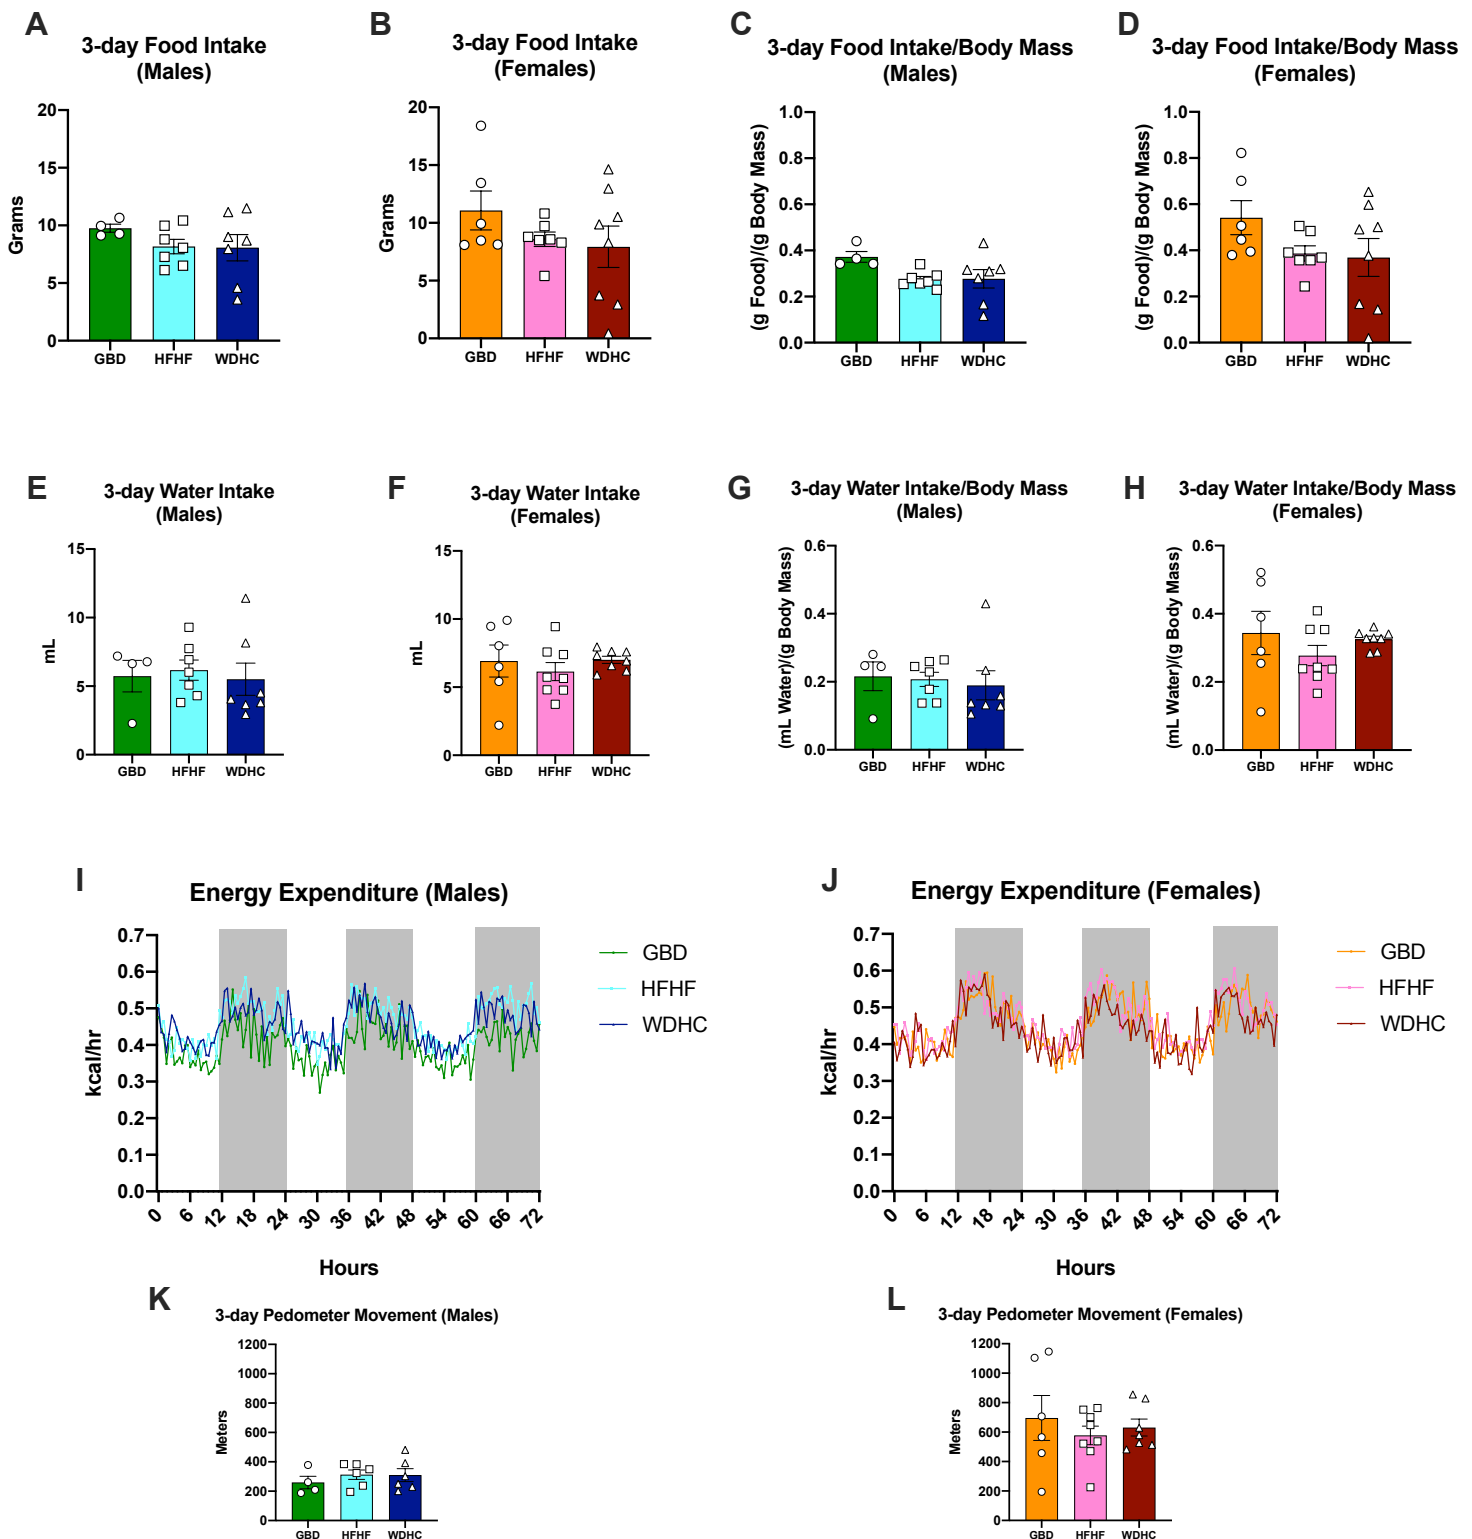 A
3-day Food Intake
(Males)
Grams
20
15
10
5
0
GBD HFHF WDHC
B
3-day Food Intake
(Females)
Grams
20
15
10
5
0
GBD HFHF WDHC
C
3-day Food Intake/Body Mass
(Males)
(g Food)/(g Body Mass)
1.0
0.8
0.6
0.4
0.2
0.0
GBD HFHF WDHC
D
3-day Food Intake/Body Mass
(Females)
(g Food)/(g Body Mass)
1.0
0.8
0.6
0.4
0.2
0.0
GBD HFHF WDHC
E
3-day Water Intake
(Males)
mL
15
10
5
0
GBD HFHF WDHC
F
3-day Water Intake
(Females)
mL
15
10
5
0
GBD HFHF WDHC
G
3-day Water Intake/Body Mass
(Males)
(mL Water)/(g Body Mass)
0.6
0.4
0.2
0.0
GBD HFHF WDHC
H
3-day Water Intake/Body Mass
(Females)
(mL Water)/(g Body Mass)
0.6
0.4
0.2
0.0
GBD HFHF WDHC
I
Energy Expenditure (Males)
kcal/hr
0.7
0.6
0.5
0.4
0.3
0.2
0.1
0.0
0 6 12 18 24 30 36 42 48 54 60 66 72
Hours
GBD
HFHF
WDHC
J
Energy Expenditure (Females)
kcal/hr
0.7
0.6
0.5
0.4
0.3
0.2
0.1
0.0
0 6 12 18 24 30 36 42 48 54 60 66 72
Hours
GBD
HFHF
WDHC
K
3-day Pedometer Movement (Males)
Meters
1200
1000
800
600
400
200
0
GBD HFHF WDHC
L
3-day Pedometer Movement (Females)
Meters
1200
1000
800
600
400
200
0
GBD HFHF WDHC